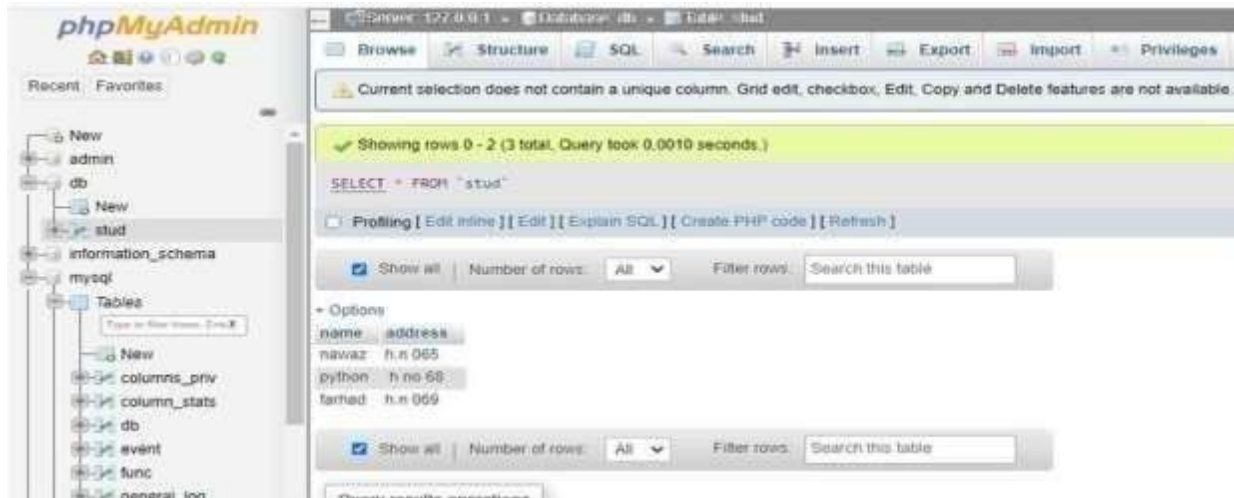 phpMyAdmin
Recent Favorites
New
admin
db
New
stud
information_schema
mysql
Tables
New
columns_priv
column_stats
db
event
func
general_log
Server: 127.0.0.1 » Database: db » Table: stud
Browse Structure SQL Search Insert Export Import Privileges
Current selection does not contain a unique column. Grid edit, checkbox, Edit, Copy and Delete features are not available.
Showing rows 0 - 2 (3 total, Query took 0.0010 seconds.)
SELECT * FROM `stud`
Profiling [ Edit inline ] [ Edit ] [ Explain SQL ] [ Create PHP code ] [ Refresh ]
Show all | Number of rows: All Filter rows: Search this table
+ Options
name address
nawaz h.n 065
python h no 68
farhad h.n 069
Show all | Number of rows: All Filter rows: Search this table
Query results operations